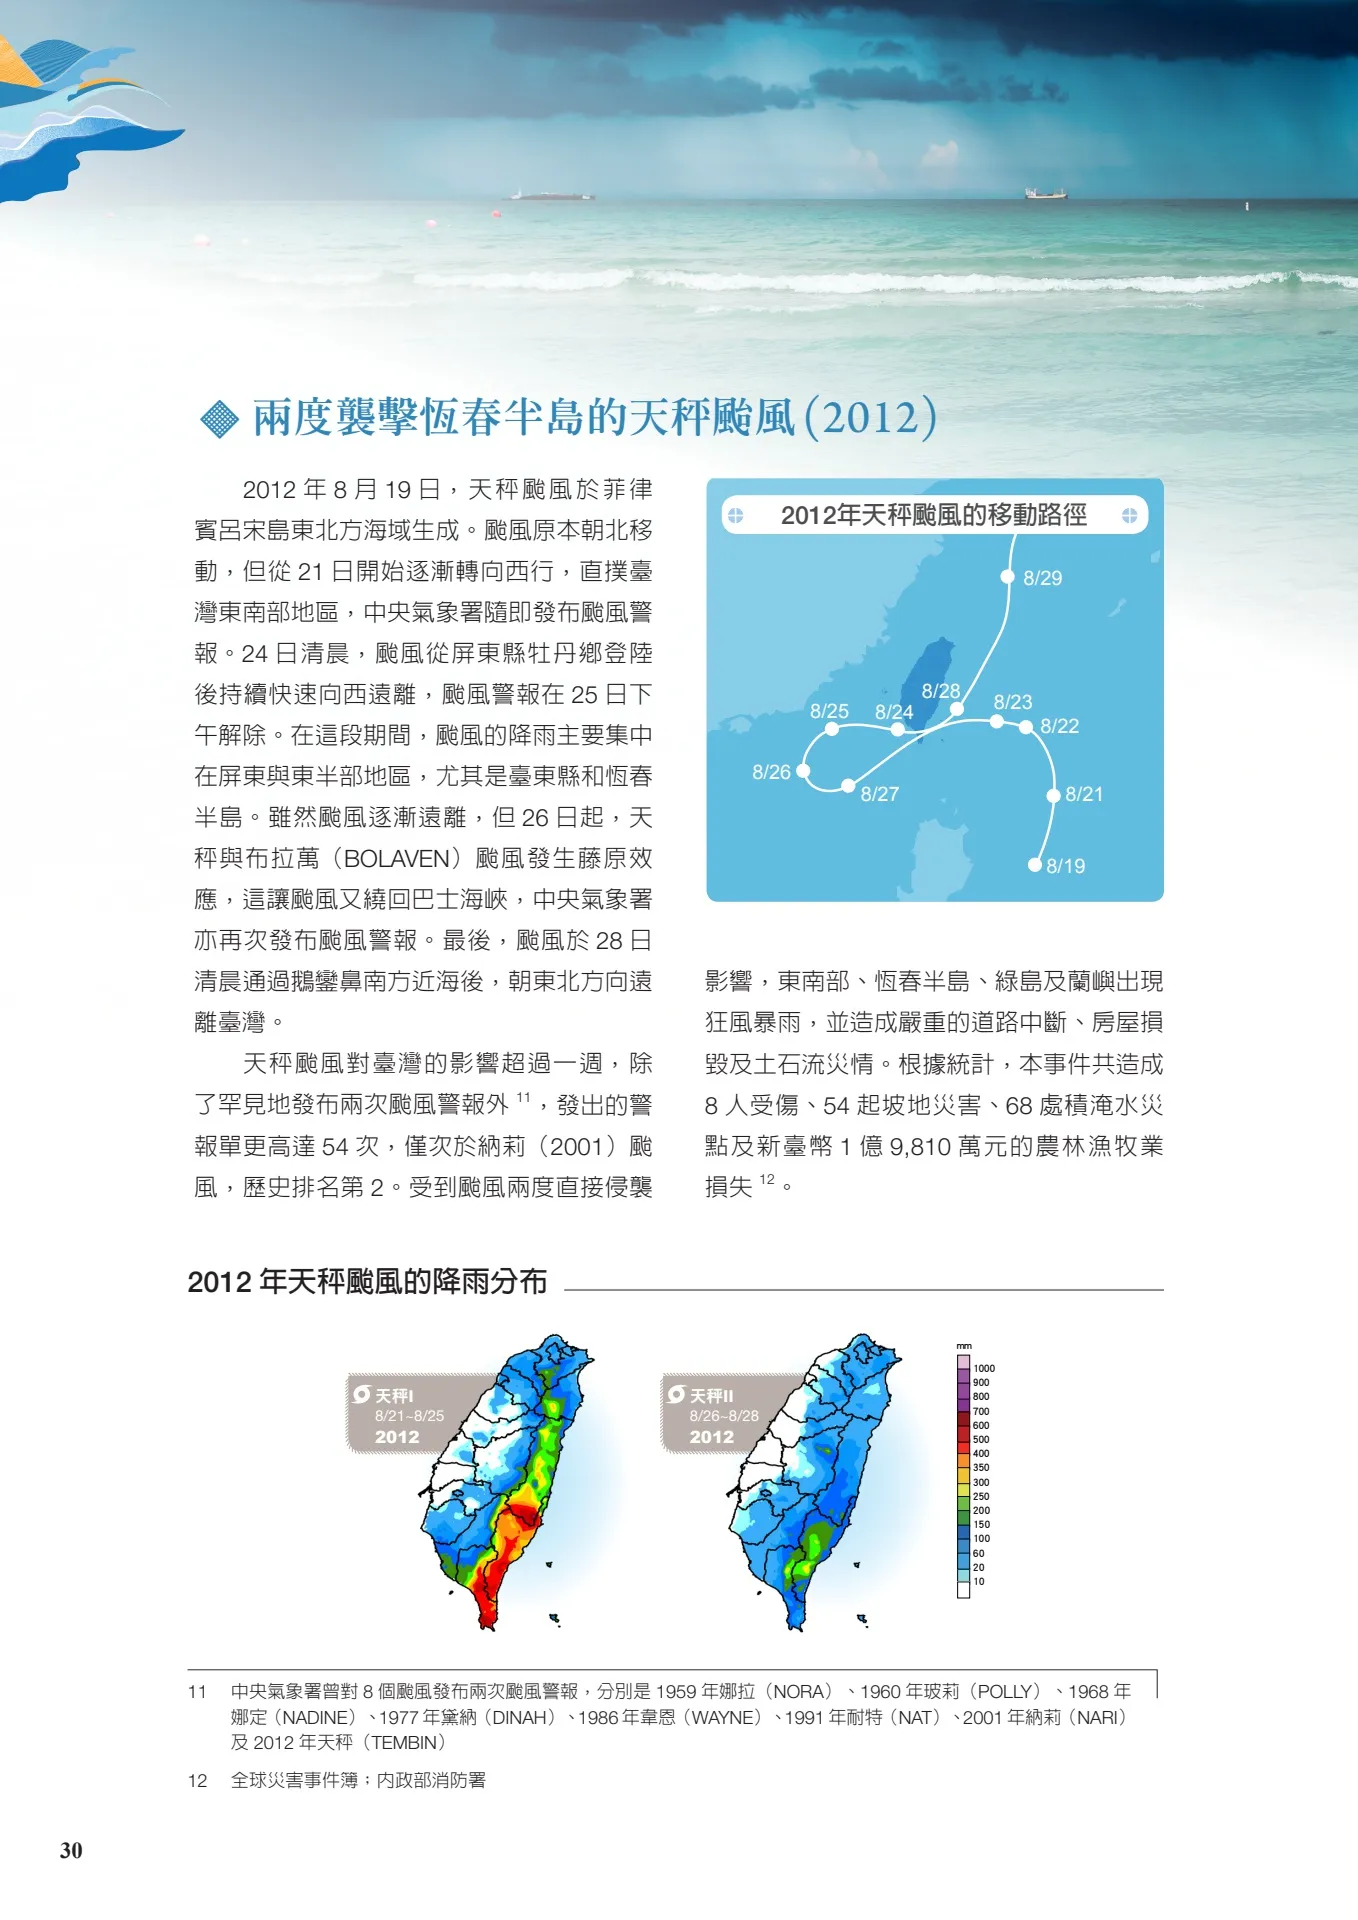 兩度襲擊恆春半島的天秤颱風(2012)
2012 年 8 月 19 日，天秤颱風於菲律
賓呂宋島東北方海域生成。颱風原本朝北移
動，但從 21 日開始逐漸轉向西行，直撲臺
灣東南部地區，中央氣象署隨即發布颱風警
報。24 日清晨，颱風從屏東縣牡丹鄉登陸
後持續快速向西遠離，颱風警報在 25 日下
午解除。在這段期間，颱風的降雨主要集中
在屏東與東半部地區，尤其是臺東縣和恆春
半島。雖然颱風逐漸遠離，但 26 日起，天
秤與布拉萬（BOLAVEN）颱風發生藤原效
應，這讓颱風又繞回巴士海峽，中央氣象署
亦再次發布颱風警報。最後，颱風於 28 日
清晨通過鵝鑾鼻南方近海後，朝東北方向遠
離臺灣。
天秤颱風對臺灣的影響超過一週，除
了罕見地發布兩次颱風警報外 11，發出的警
報單更高達 54 次，僅次於納莉（2001）颱
風，歷史排名第 2。受到颱風兩度直接侵襲
2012年天秤颱風的移動路徑
8/29
8/28
8/23
8/25
8/24
8/22
8/26
8/27
8/21
8/19
影響，東南部、恆春半島、綠島及蘭嶼出現
狂風暴雨，並造成嚴重的道路中斷、房屋損
毀及土石流災情。根據統計，本事件共造成
8 人受傷、54 起坡地災害、68 處積淹水災
點及新臺幣 1 億 9,810 萬元的農林漁牧業
損失 12。
2012 年天秤颱風的降雨分布
天秤I
8/21~8/25
2012
天秤II
8/26~8/28
2012
mm
1000
900
800
700
600
500
400
350
300
250
200
150
100
60
20
10
11 中央氣象署曾對 8 個颱風發布兩次颱風警報，分別是 1959 年娜拉（NORA）、1960 年玻莉（POLLY）、1968 年
娜定（NADINE）、1977 年黛納（DINAH）、1986 年韋恩（WAYNE）、1991 年耐特（NAT）、2001 年納莉（NARI）
及 2012 年天秤（TEMBIN）
12 全球災害事件簿；內政部消防署
30